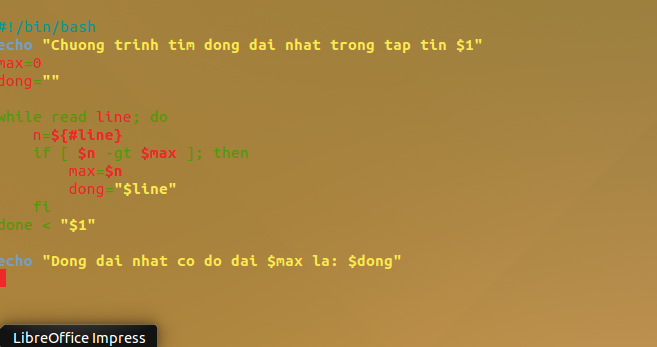 #!/bin/bash
echo "Chuong trinh tim dong dai nhat trong tap tin $1"
max=0
dong=""
while read line; do
    n=${#line}
    if [ $n -gt $max ]; then
        max=$n
        dong="$line"
    fi
done < "$1"
echo "Dong dai nhat co do dai $max la: $dong"
LibreOffice Impress